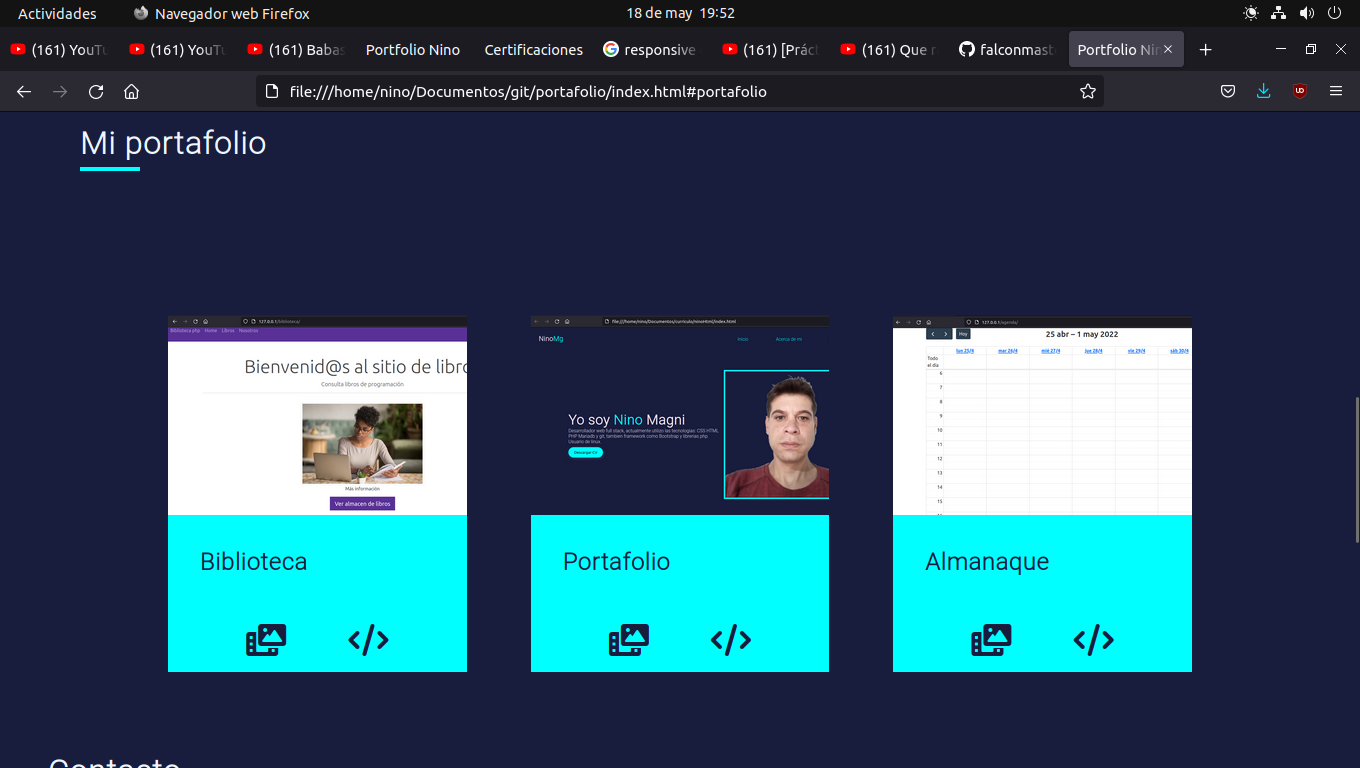 Actividades
Navegador web Firefox
18 de may 19:52
(161) YouTu
(161) YouTu
(161) Babas
Portfolio Nino
Certificaciones
responsive
(161) [Práct
(161) Que r
falconmast
Portfolio Nin
file:///home/nino/Documentos/git/portafolio/index.html#portafolio
Mi portafolio
127.0.0.1/biblioteca/
Biblioteca php Home Libros Nosotros
Bienvenid@s al sitio de libro
Consulta libros de programación
Más información
Ver almacen de libros
Biblioteca
file:///home/nino/Documentos/curriculo/ninoHtml/index.html
NinoMg
Inicio
Acerca de mi
Yo soy Nino Magni
Desarrollador web full stack, actualmente utilizo las tecnologias: CSS HTML
PHP Mariadb y git, tambien framework como Bootstrap y librerias php.
Usuario de linux
Descargar CV
Portafolio
127.0.0.1/agenda/
Hoy
25 abr – 1 may 2022
lun 25/4 mar 26/4 mié 27/4 jue 28/4 vie 29/4 sáb 30/4
Todo
el día
6
7
8
9
10
11
12
13
14
15
Almanaque
Contacto